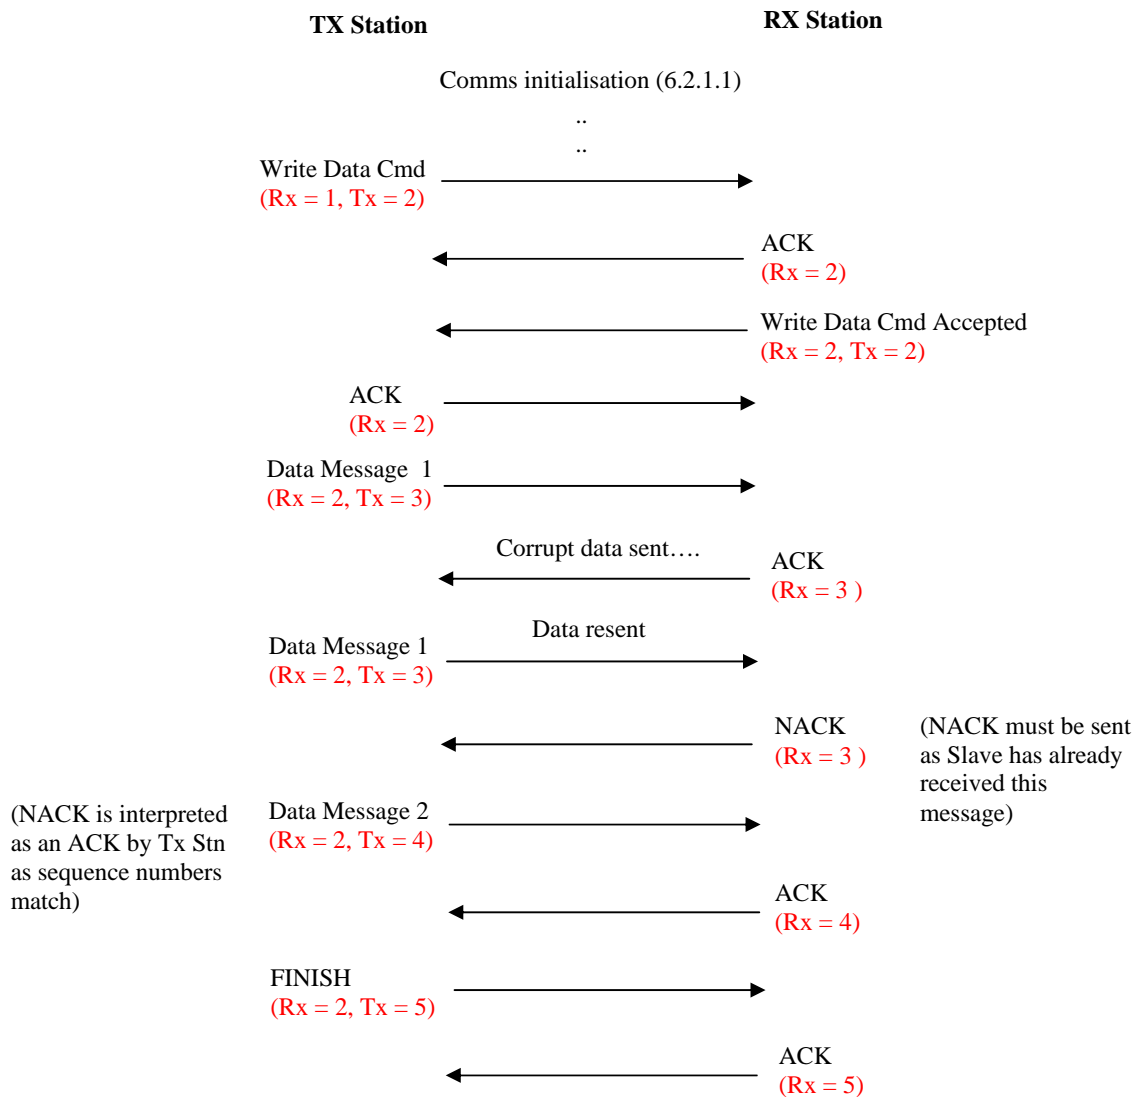 TX Station
RX Station
Comms initialisation (6.2.1.1)
..
..
Write Data Cmd
(Rx = 1, Tx = 2)
ACK
(Rx = 2)
Write Data Cmd Accepted
(Rx = 2, Tx = 2)
ACK
(Rx = 2)
Data Message  1
(Rx = 2, Tx = 3)
Corrupt data sent….
ACK
(Rx = 3 )
Data resent
Data Message 1
(Rx = 2, Tx = 3)
NACK
(Rx = 3 )
(NACK must be sent
as Slave has already
received this
message)
(NACK is interpreted
as an ACK by Tx Stn
as sequence numbers
match)
Data Message 2
(Rx = 2, Tx = 4)
ACK
(Rx = 4)
FINISH
(Rx = 2, Tx = 5)
ACK
(Rx = 5)